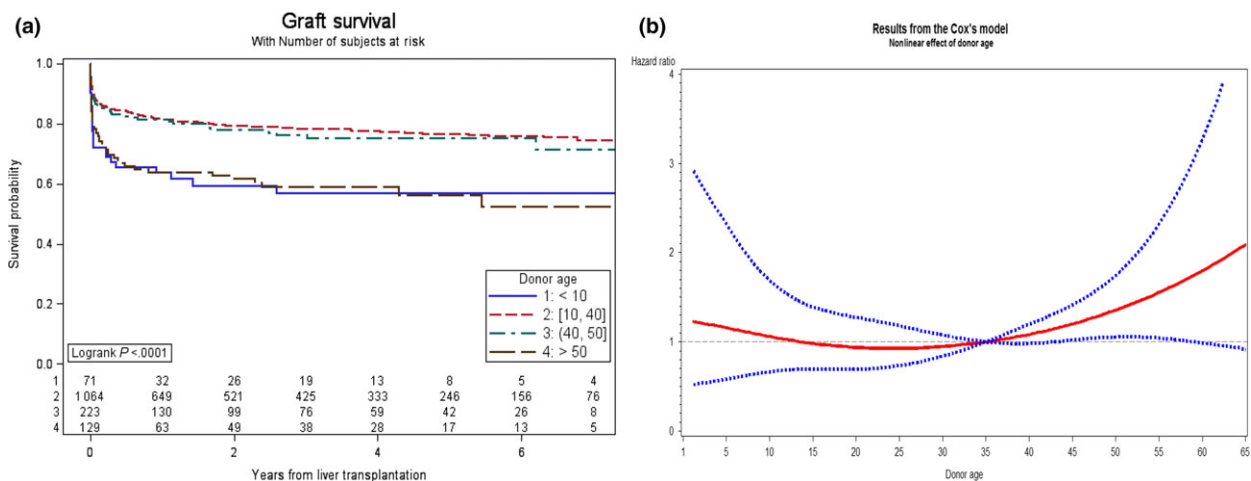 (a)
Graft survival
With Number of subjects at risk
Survival probability
1.0
0.8
0.6
0.4
0.2
0.0
Donor age
1: < 10
2: [10, 40]
3: (40, 50]
4: > 50
Logrank P <.0001
1 71 32 26 19 13 8 5 4
2 1 064 649 521 425 333 246 156 76
3 223 130 99 76 59 42 26 8
4 129 63 49 38 28 17 13 5
0 2 4 6
Years from liver transplantation
(b)
Results from the Cox's model
Nonlinear effect of donor age
Hazard ratio
4
3
2
1
0
1 5 10 15 20 25 30 35 40 45 50 55 60 65
Donor age